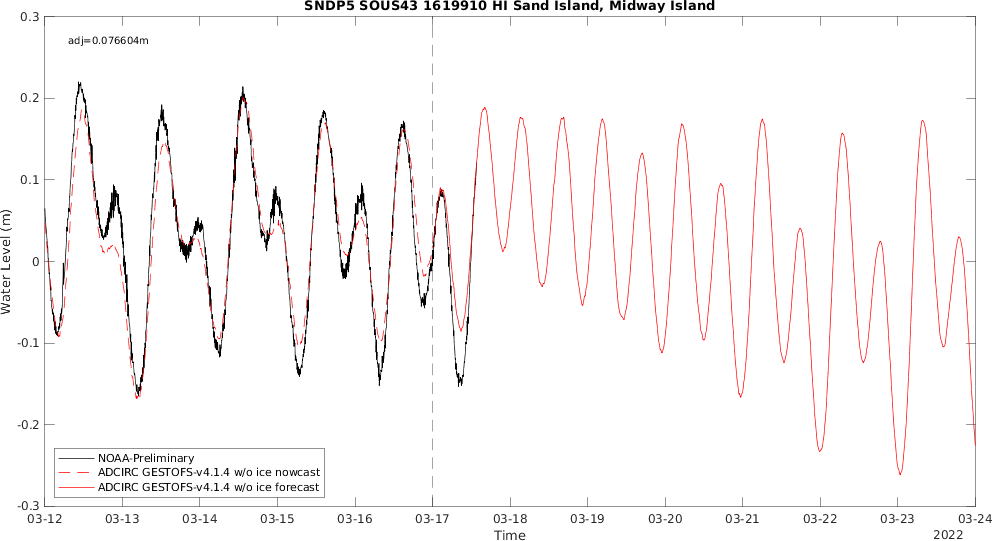 SNDP5 SOUS43 1619910 HI Sand Island, Midway Island
0.3
adj=0.076604m
0.2
0.1
0
-0.1
-0.2
-0.3
Water Level (m)
NOAA-Preliminary
ADCIRC GESTOFS-v4.1.4 w/o ice nowcast
ADCIRC GESTOFS-v4.1.4 w/o ice forecast
03-12 03-13 03-14 03-15 03-16 03-17 03-18 03-19 03-20 03-21 03-22 03-23 03-24
Time
2022